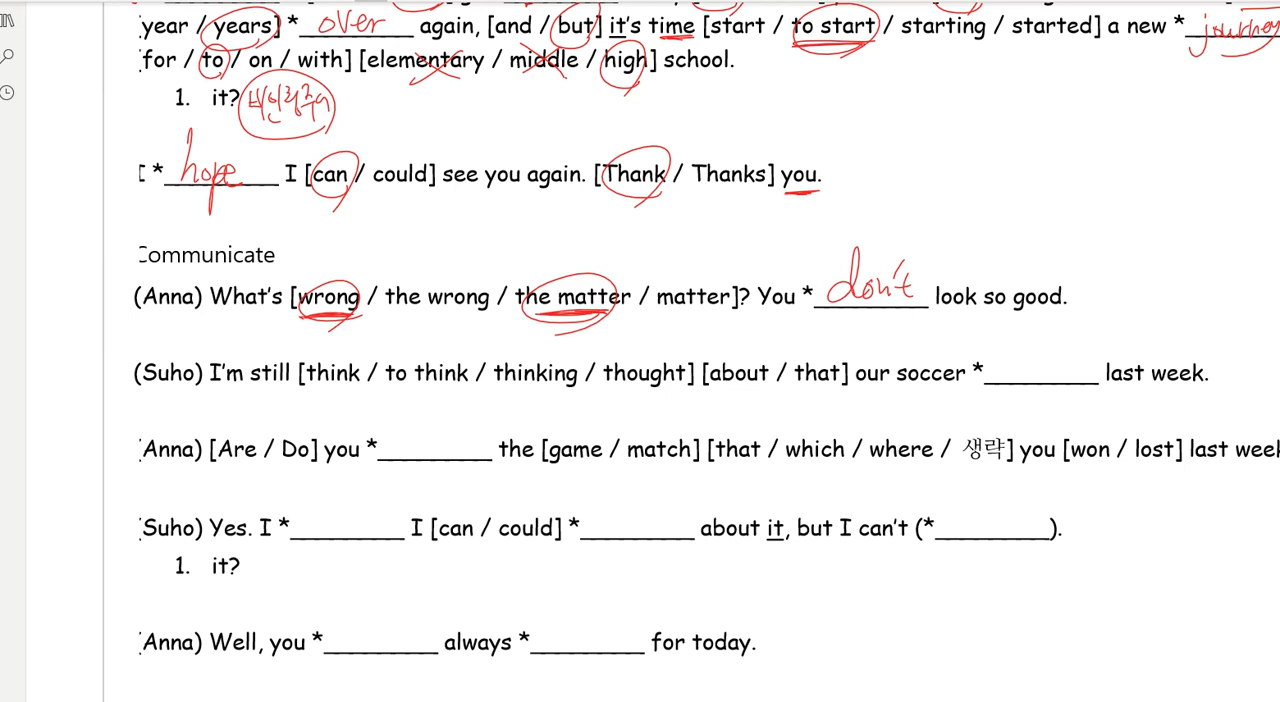 year / years] * over again, [and / but] it's time [start / to start / starting / started] a new * journey
for / to / on / with] [elementary / middle / high] school.
1. it? 비인칭주어
I * hope I [can / could] see you again. [Thank / Thanks] you.
Communicate
(Anna) What's [wrong / the wrong / the matter / matter]? You * don't look so good.
(Suho) I'm still [think / to think / thinking / thought] [about / that] our soccer *________ last week.
Anna) [Are / Do] you *________ the [game / match] [that / which / where / 생략] you [won / lost] last week
Suho) Yes. I *________ I [can / could] *________ about it, but I can't (*________).
1. it?
Anna) Well, you *________ always *________ for today.